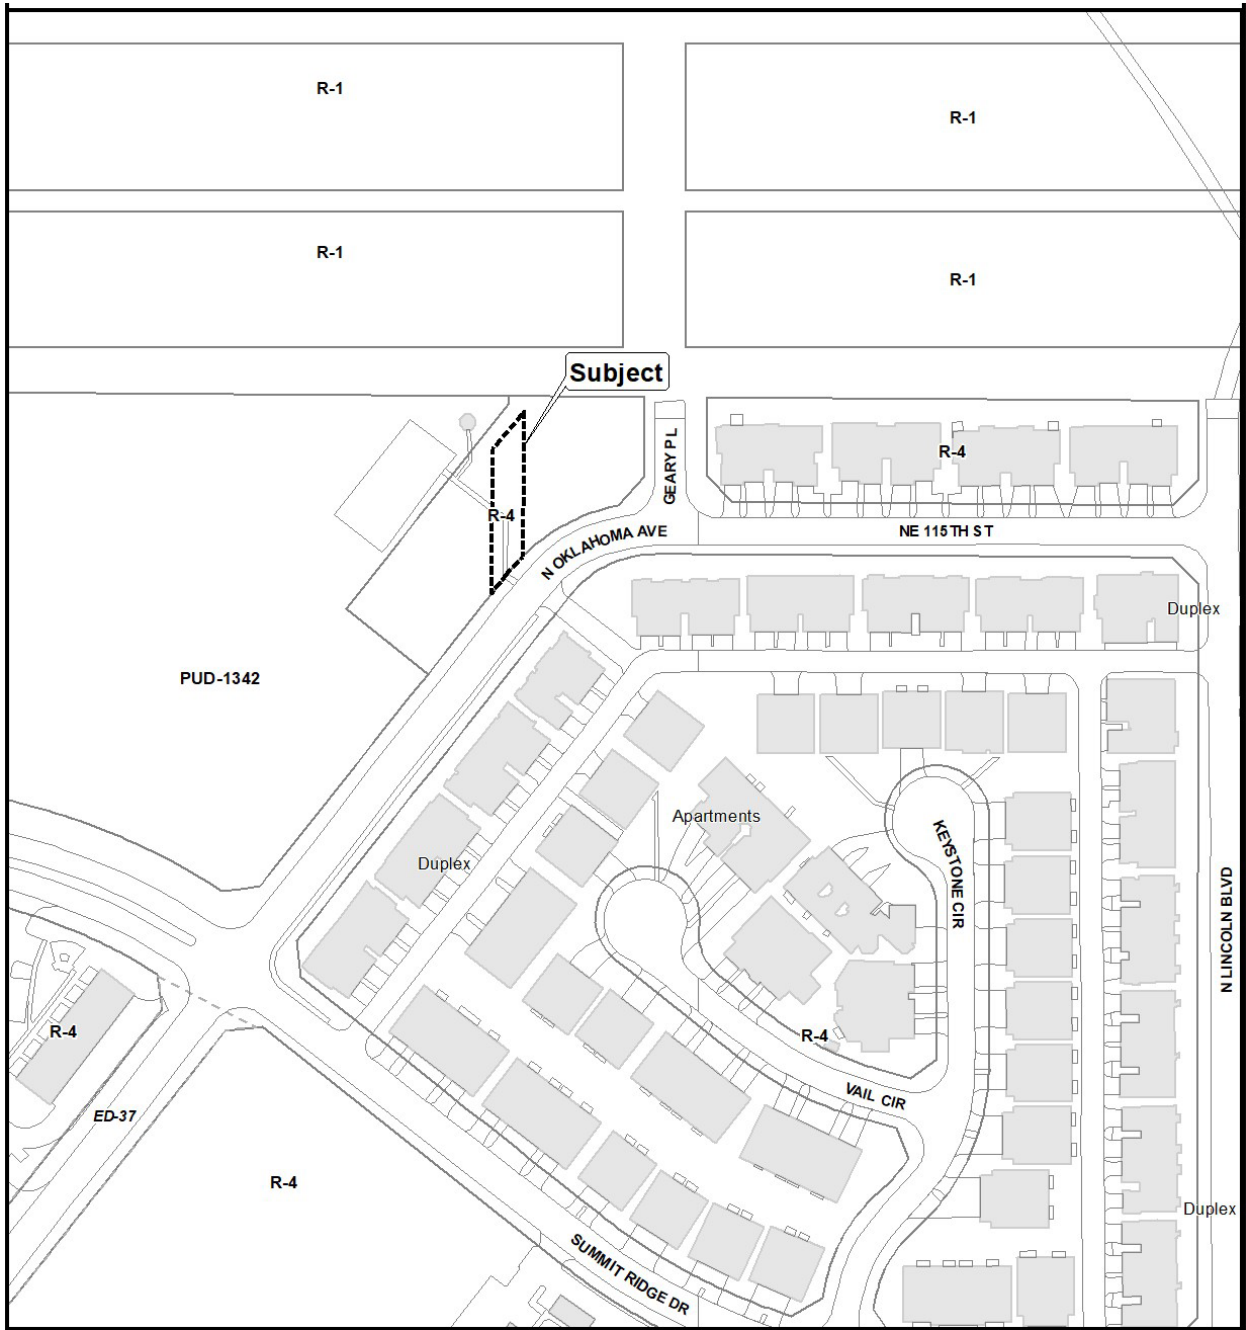 R-1
R-1
R-1
R-1
Subject
GEARY PL
R-4
R-4
N OKLAHOMA AVE
NE 115TH ST
Duplex
PUD-1342
Apartments
KEYSTONE CIR
Duplex
N LINCOLN BLVD
R-4
R-4
VAIL CIR
ED-37
R-4
Duplex
SUMMIT RIDGE DR